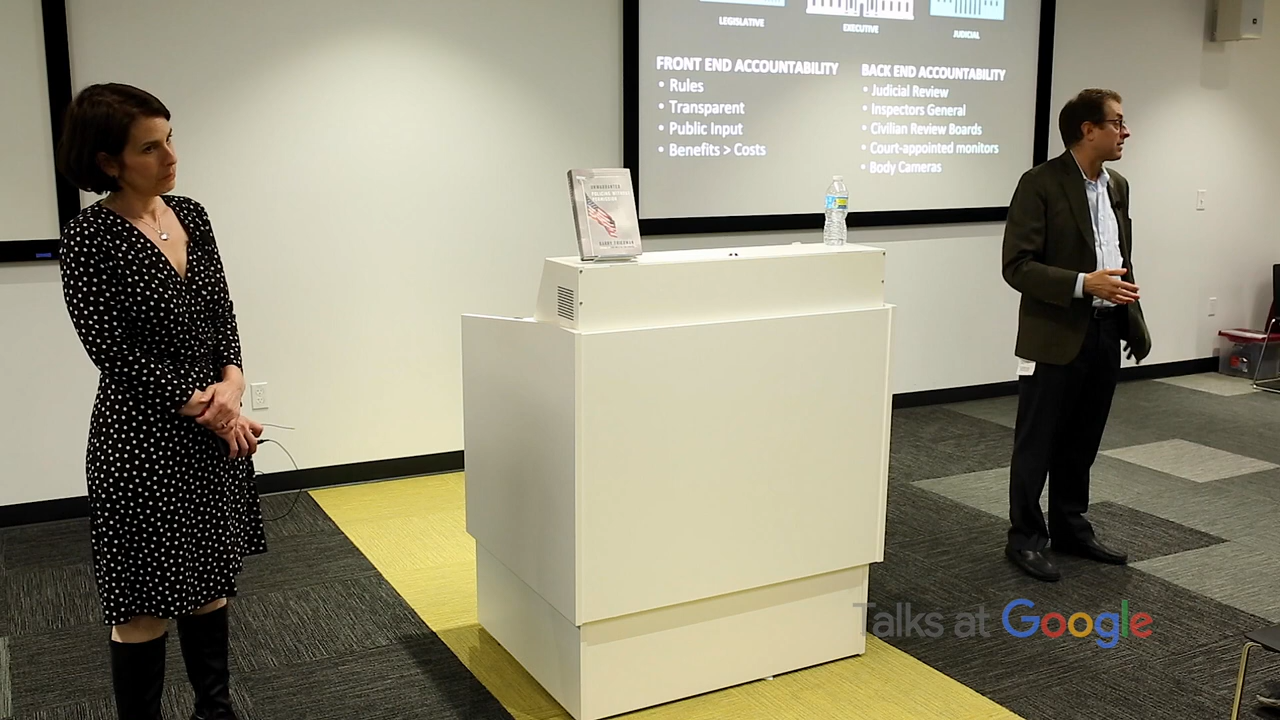 LEGISLATIVE
EXECUTIVE
JUDICIAL
FRONT END ACCOUNTABILITY
• Rules
• Transparent
• Public Input
• Benefits > Costs
BACK END ACCOUNTABILITY
• Judicial Review
• Inspectors General
• Civilian Review Boards
• Court-appointed monitors
• Body Cameras
UNWARRANTED
POLICING WITHOUT
PERMISSION
BARRY FRIEDMAN
Talks at Google